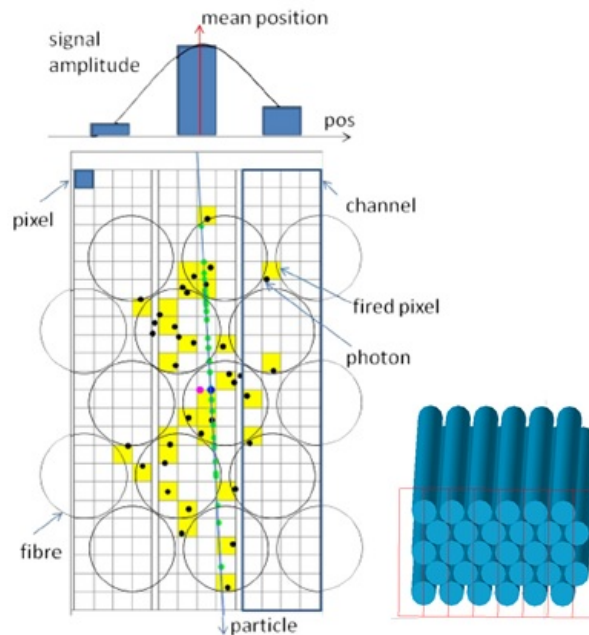 mean position
signal
amplitude
pos
pixel
channel
fired pixel
photon
fibre
particle